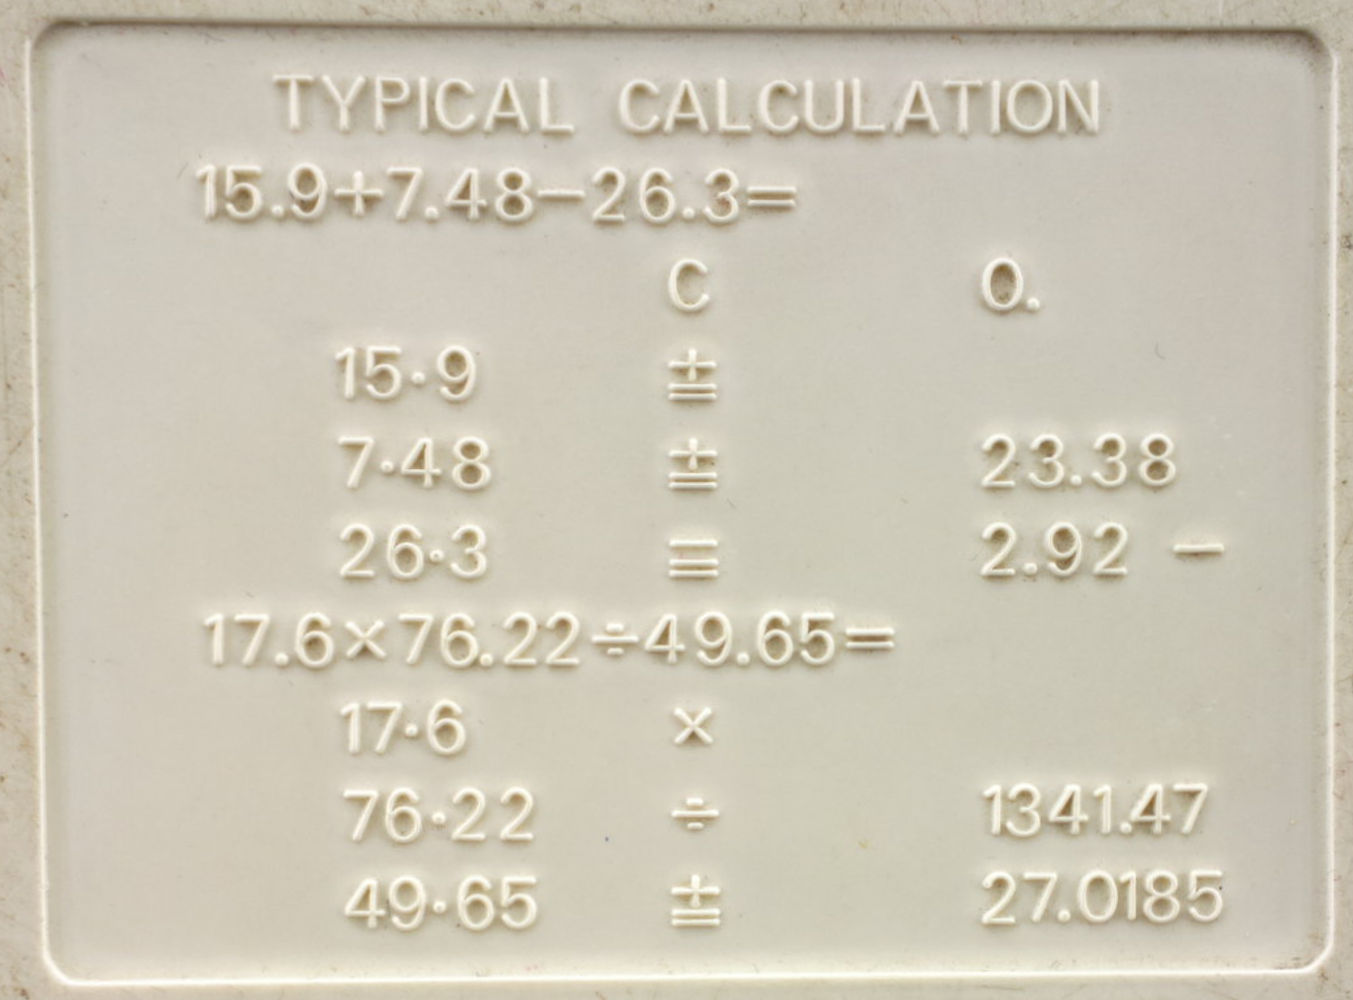 TYPICAL CALCULATION
15.9+7.48−26.3=
C 0.
15·9 ±=
7·48 ±= 23.38
26·3 −= 2.92 −
17.6×76.22÷49.65=
17·6 ×
76·22 ÷ 1341.47
49·65 ±= 27.0185